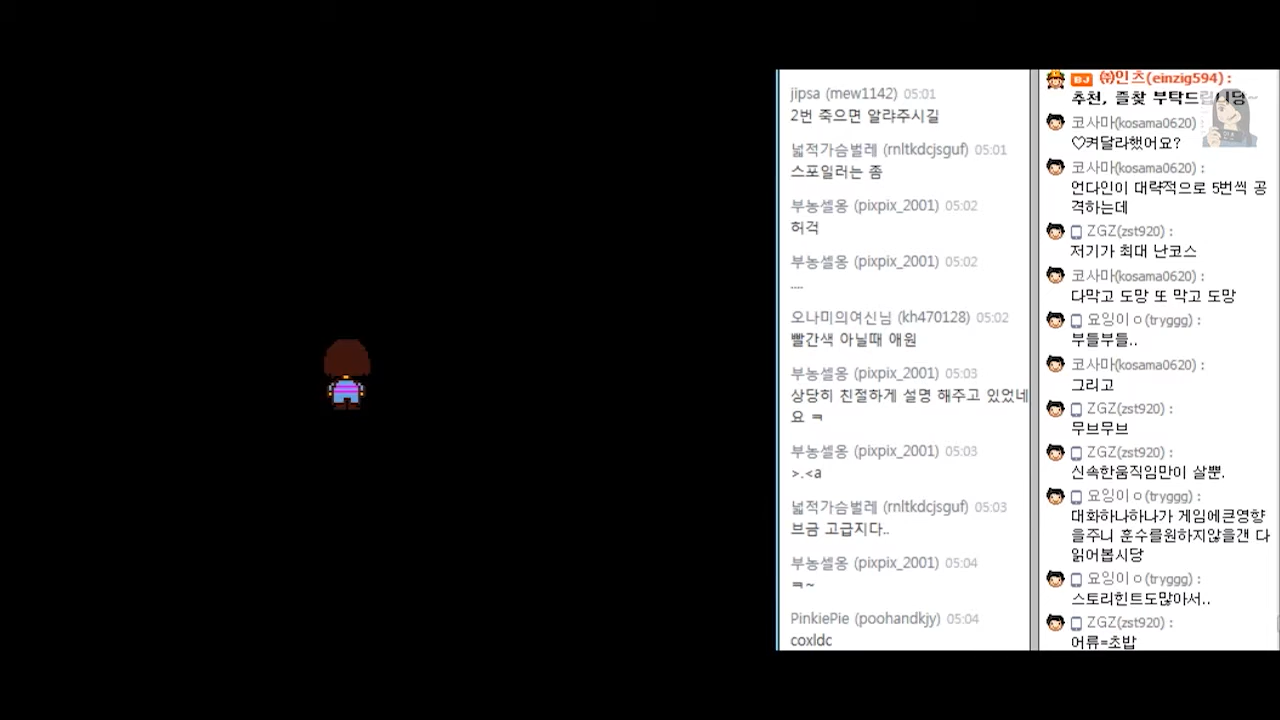 jipsa (mew1142) 05:01
2번 죽으면 알랴주시길
넓적가슴벌레 (rnltkdcjsguf) 05:01
스포일러는 좀
부농셀옹 (pixpix_2001) 05:02
허걱
부농셀옹 (pixpix_2001) 05:02
....
오나미의여신님 (kh470128) 05:02
빨간색 아닐때 애원
부농셀옹 (pixpix_2001) 05:03
상당히 친절하게 설명 해주고 있었네
요 ㅋ
부농셀옹 (pixpix_2001) 05:03
>.<a
넓적가슴벌레 (rnltkdcjsguf) 05:03
브금 고급지다..
부농셀옹 (pixpix_2001) 05:04
ㅋ~
PinkiePie (poohandkjy) 05:04
coxldc
BJ ㈜인츠(einzig594) :
추천, 즐찾 부탁드립니덩~
코사마(kosama0620) :
♡켜달라했어요?
코사마(kosama0620) :
언다인이 대략적으로 5번씩 공
격하는데
ZGZ(zst920) :
저기가 최대 난코스
코사마(kosama0620) :
다막고 도망 또 막고 도망
요잉이ㅇ(tryggg) :
부들부들..
코사마(kosama0620) :
그리고
ZGZ(zst920) :
무브무브
ZGZ(zst920) :
신속한움직임만이 살뿐.
요잉이ㅇ(tryggg) :
대화하나하나가 게임에큰영향
을주니 훈수를원하지않을갠 다
읽어봅시당
요잉이ㅇ(tryggg) :
스토리힌트도많아서..
ZGZ(zst920) :
어류=초밥